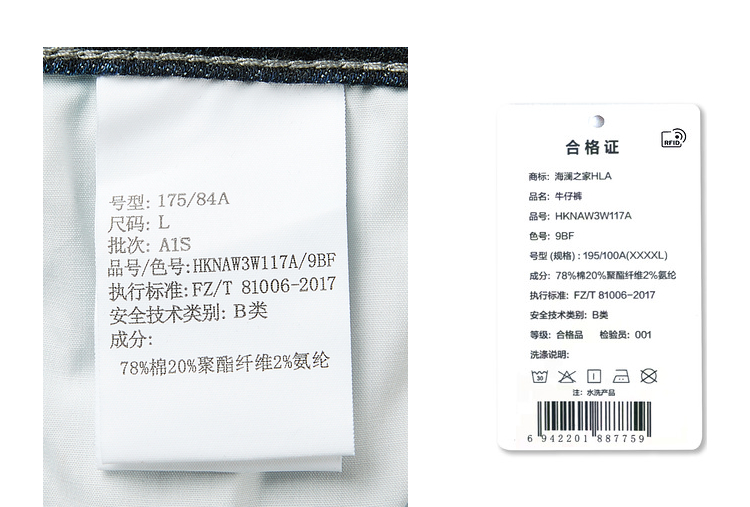 号型: 175/84A
尺码: L
批次: A1S
品号/色号:HKNAW3W117A/9BF
执行标准:FZ/T 81006-2017
安全技术类别: B类
成分:
78%棉20%聚酯纤维2%氨纶
合格证
RFID
商标: 海澜之家HLA
品名: 牛仔裤
品号: HKNAW3W117A
色号: 9BF
号型 (规格) : 195/100A(XXXXL)
成分: 78%棉20%聚酯纤维2%氨纶
执行标准: FZ/T 81006-2017
安全技术类别: B类
等级: 合格品 检验员: 001
洗涤说明:
30
注: 水洗产品
6 942201 887759